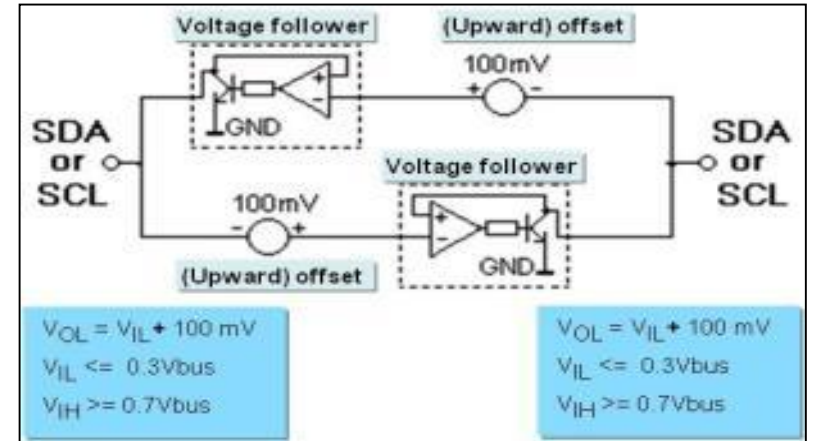 Voltage follower (Upward) offset
100mV
+ -
+
-
GND
SDA
or
SCL
SDA
or
SCL
Voltage follower
100mV
- +
+
-
GND
(Upward) offset
VOL = VIL + 100 mV
VIL <= 0.3Vbus
VIH >= 0.7Vbus
VOL = VIL + 100 mV
VIL <= 0.3Vbus
VIH >= 0.7Vbus